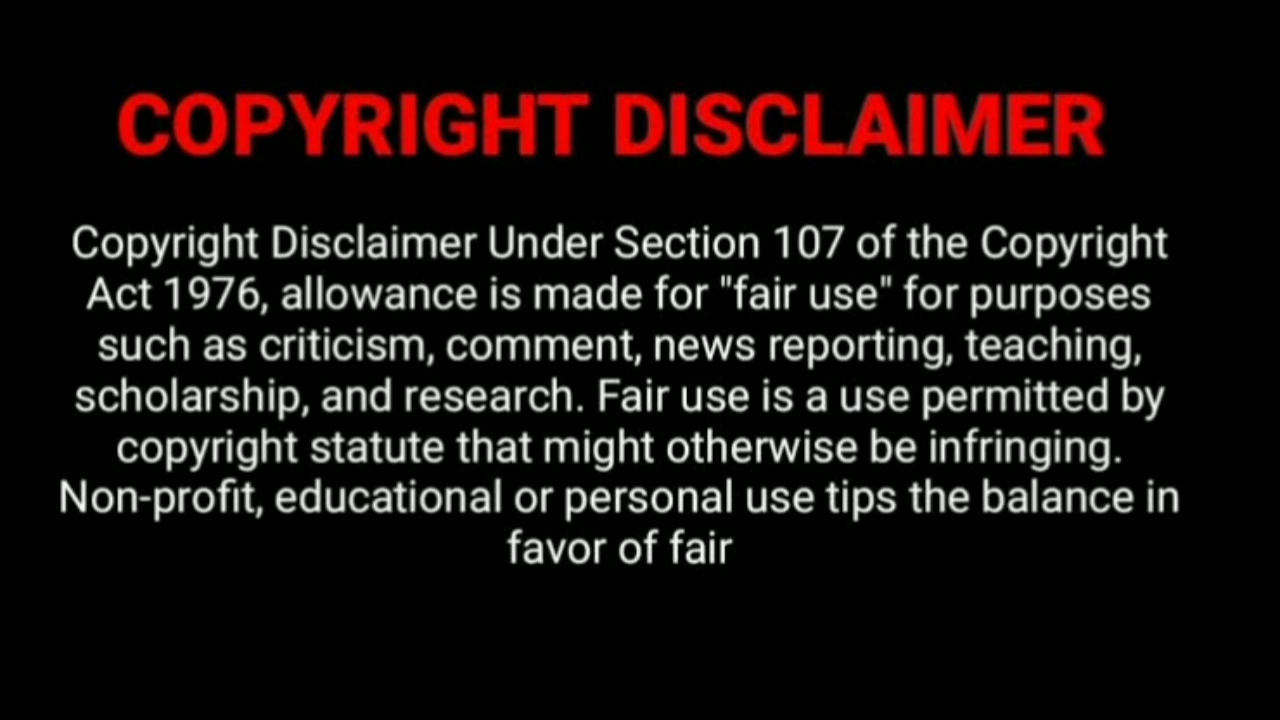 COPYRIGHT DISCLAIMER
Copyright Disclaimer Under Section 107 of the Copyright
Act 1976, allowance is made for "fair use" for purposes
such as criticism, comment, news reporting, teaching,
scholarship, and research. Fair use is a use permitted by
copyright statute that might otherwise be infringing.
Non-profit, educational or personal use tips the balance in
favor of fair